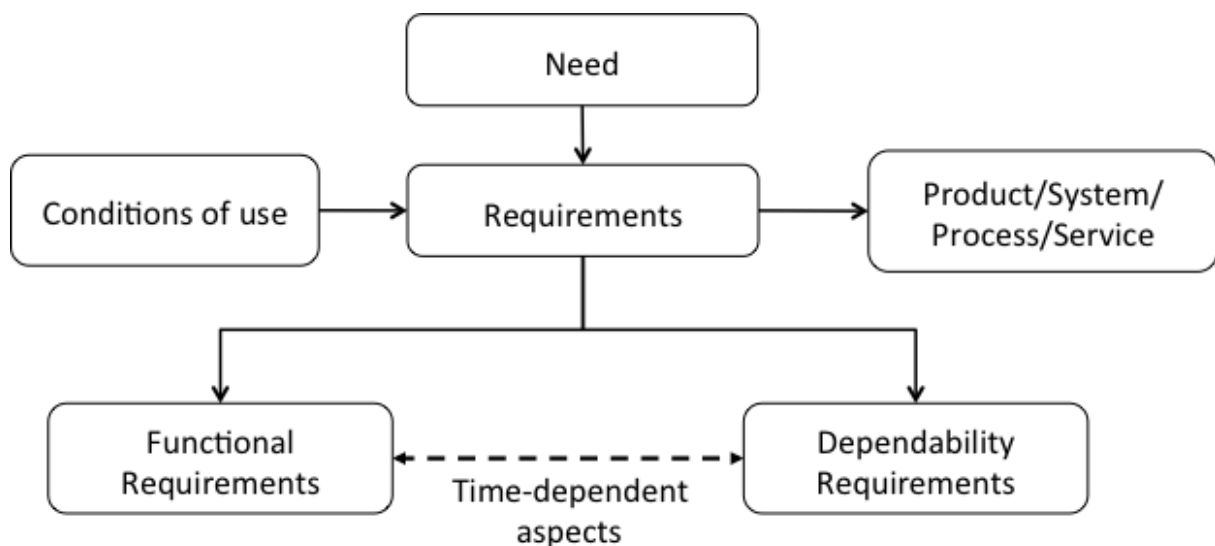 Need
Conditions of use
Requirements
Product/System/
Process/Service
Functional
Requirements
Time-dependent
aspects
Dependability
Requirements